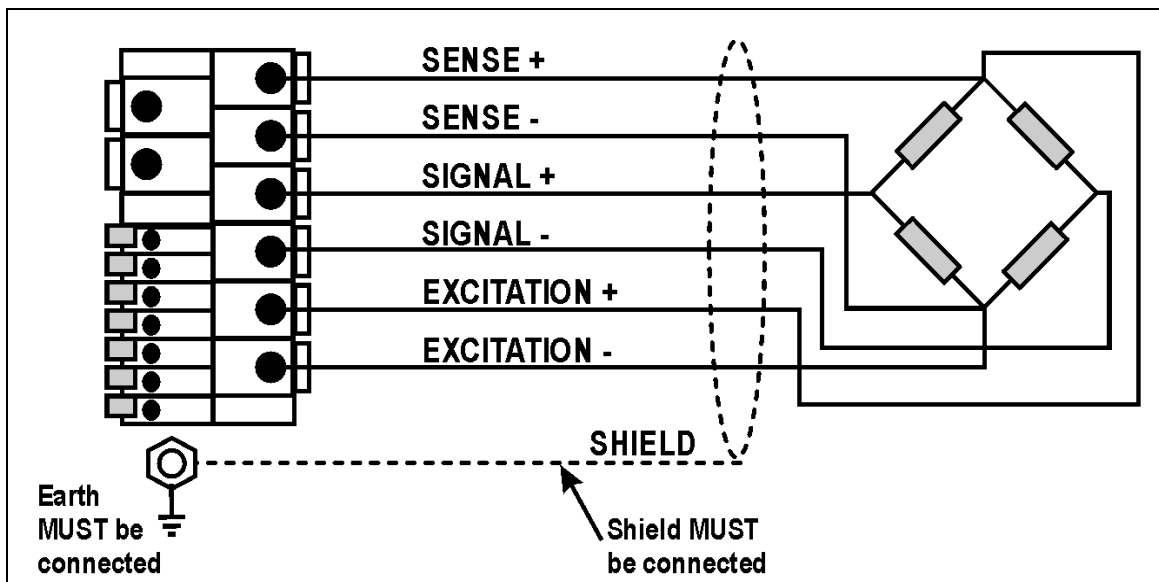 SENSE +
SENSE -
SIGNAL +
SIGNAL -
EXCITATION +
EXCITATION -
SHIELD
Earth
MUST be
connected
Shield MUST
be connected